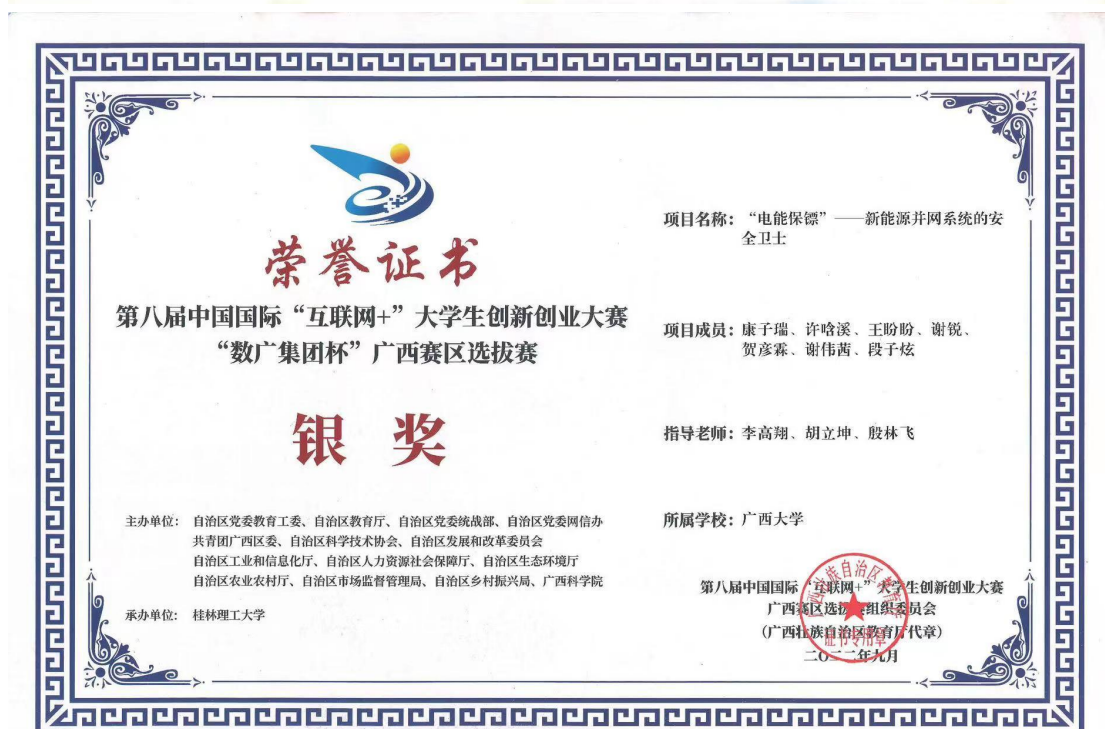 荣誉证书
第八届中国国际“互联网+”大学生创新创业大赛
“数广集团杯”广西赛区选拔赛
银 奖
主办单位： 自治区党委教育工委、自治区教育厅、自治区党委统战部、自治区党委网信办
共青团广西区委、自治区科学技术协会、自治区发展和改革委员会
自治区工业和信息化厅、自治区人力资源社会保障厅、自治区生态环境厅
自治区农业农村厅、自治区市场监督管理局、自治区乡村振兴局、广西科学院
承办单位： 桂林理工大学
项目名称：“电能保镖”——新能源并网系统的安
全卫士
项目成员：康子瑞、许晗溪、王盼盼、谢锐、
贺彦霖、谢伟茜、段子炫
指导老师：李高翔、胡立坤、殷林飞
所属学校：广西大学
第八届中国国际“互联网+”大学生创新创业大赛
广西赛区选拔赛组织委员会
(广西壮族自治区教育厅代章)
二〇二二年九月
广西壮族自治区教育厅
证书专用章